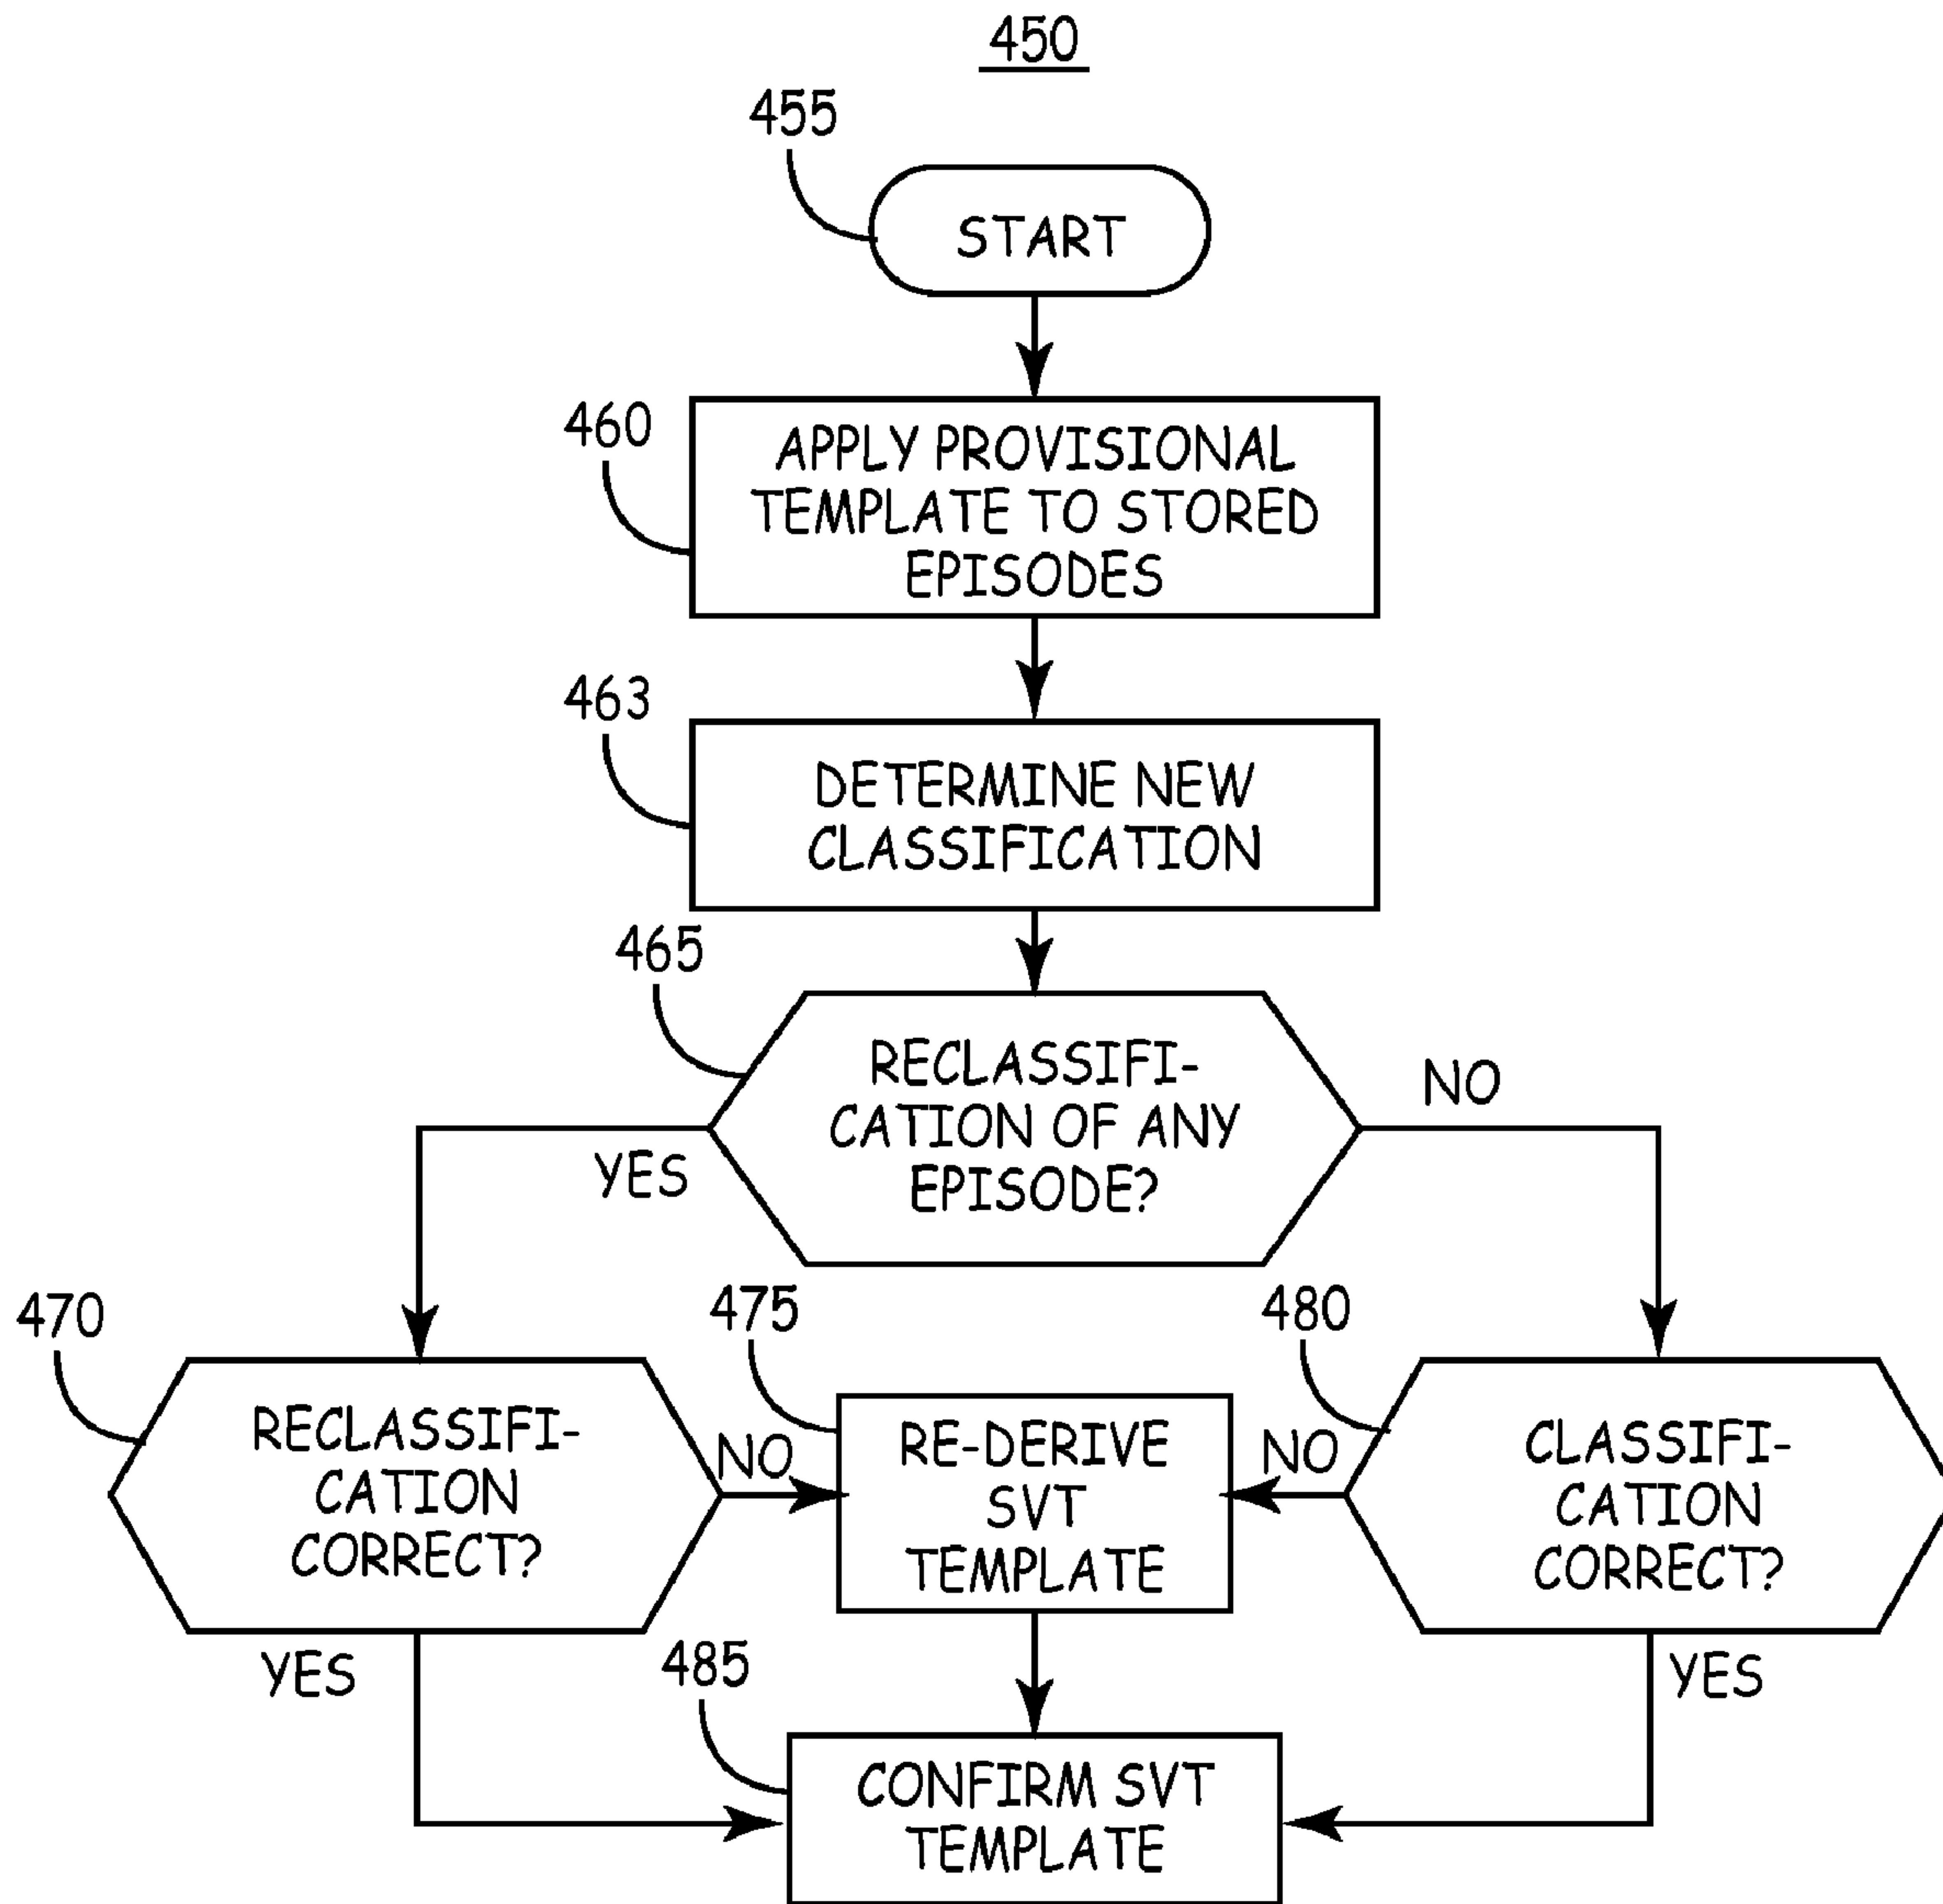 450
455
START
460
APPLY PROVISIONAL
TEMPLATE TO STORED
EPISODES
463
DETERMINE NEW
CLASSIFICATION
465
RECLASSIFI-
CATION OF ANY
EPISODE?
YES
NO
470
RECLASSIFI-
CATION
CORRECT?
NO
YES
475
RE-DERIVE
SVT
TEMPLATE
480
NO
CLASSIFI-
CATION
CORRECT?
YES
485
CONFIRM SVT
TEMPLATE